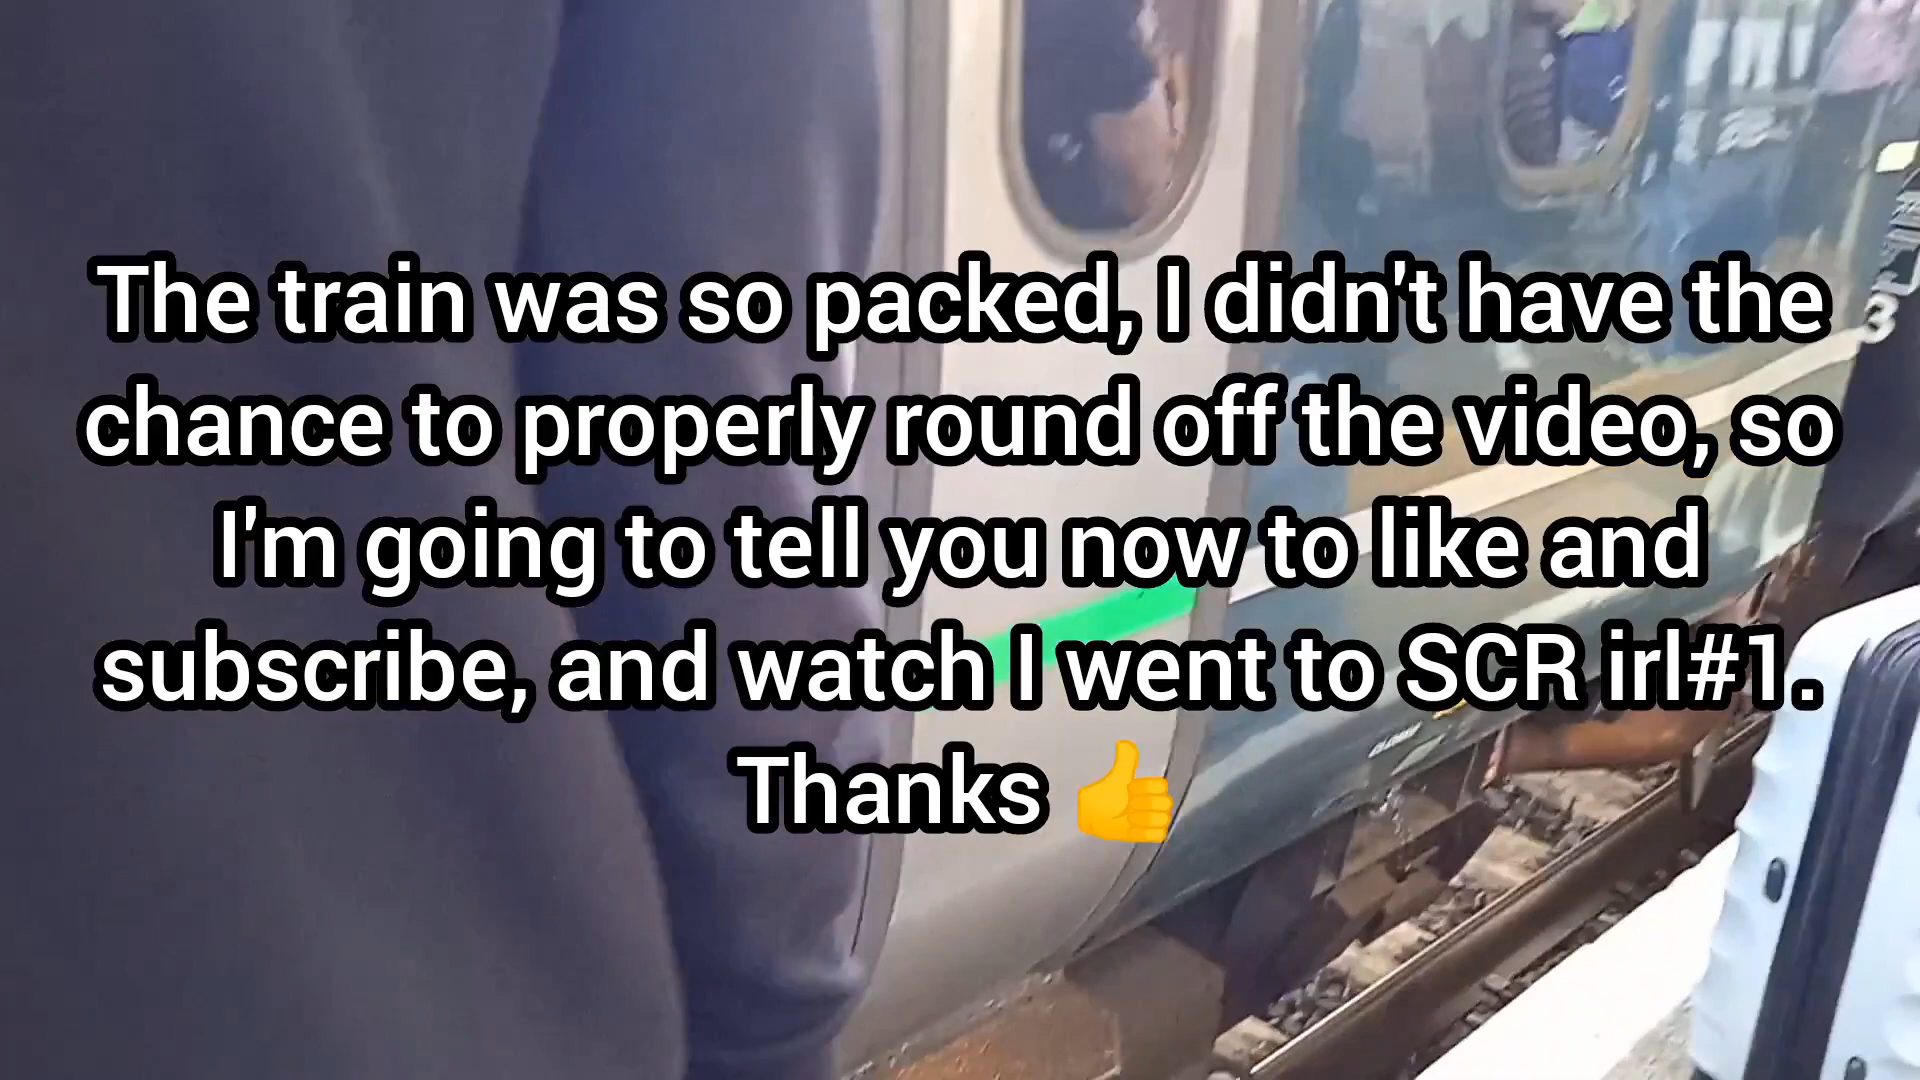 The train was so packed, I didn't have the
chance to properly round off the video, so
I'm going to tell you now to like and
subscribe, and watch I went to SCR irl#1.
Thanks 👍
3